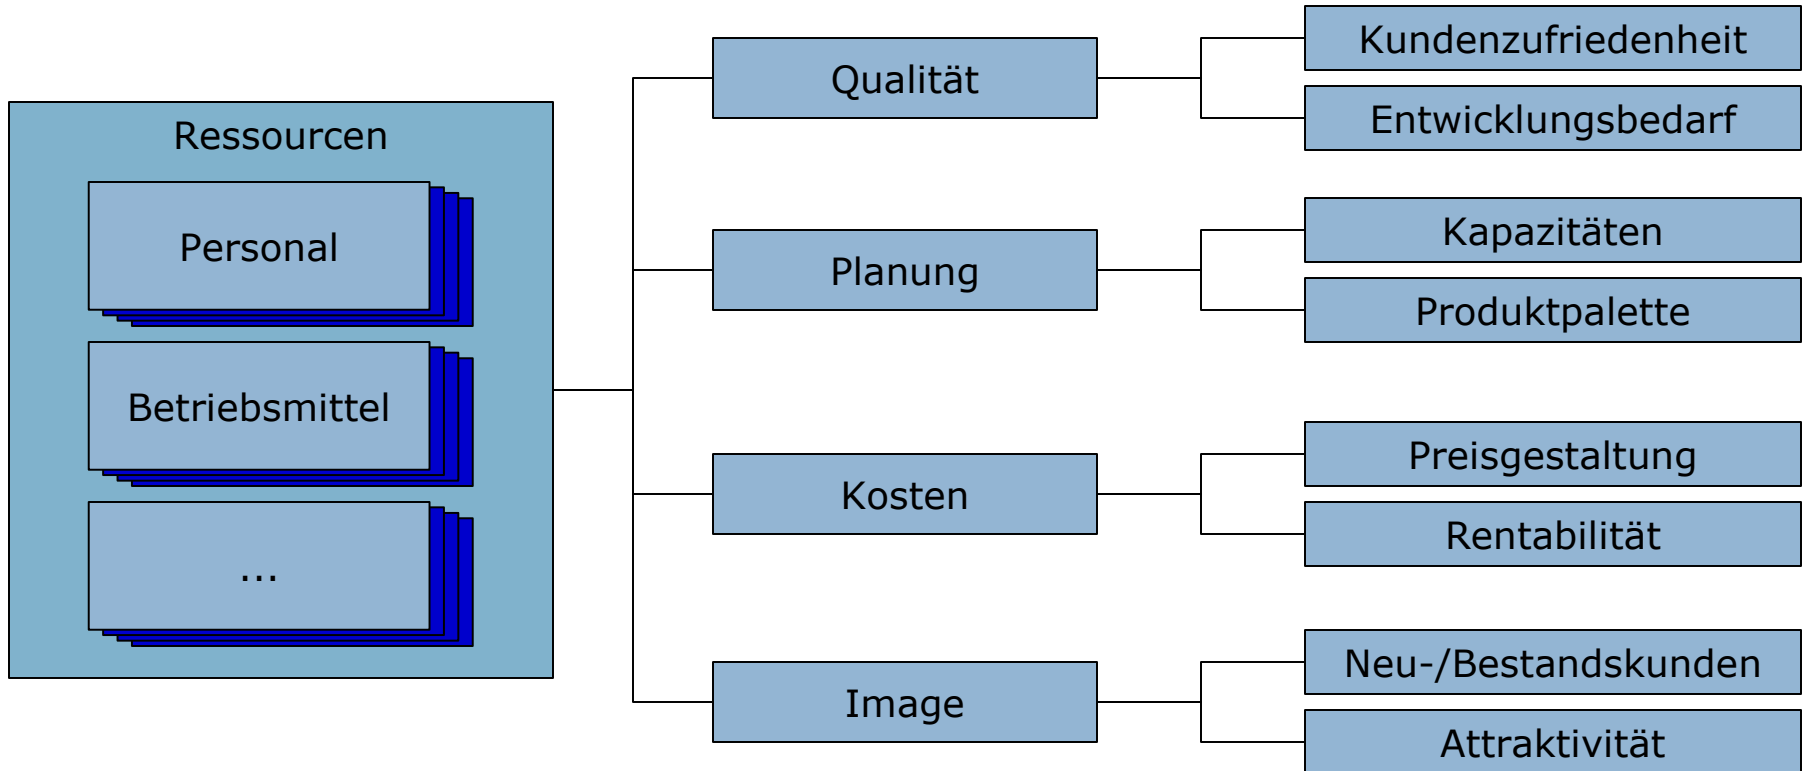 Ressourcen
Personal
Betriebsmittel
...
Qualität
Kundenzufriedenheit
Entwicklungsbedarf
Planung
Kapazitäten
Produktpalette
Kosten
Preisgestaltung
Rentabilität
Image
Neu-/Bestandskunden
Attraktivität